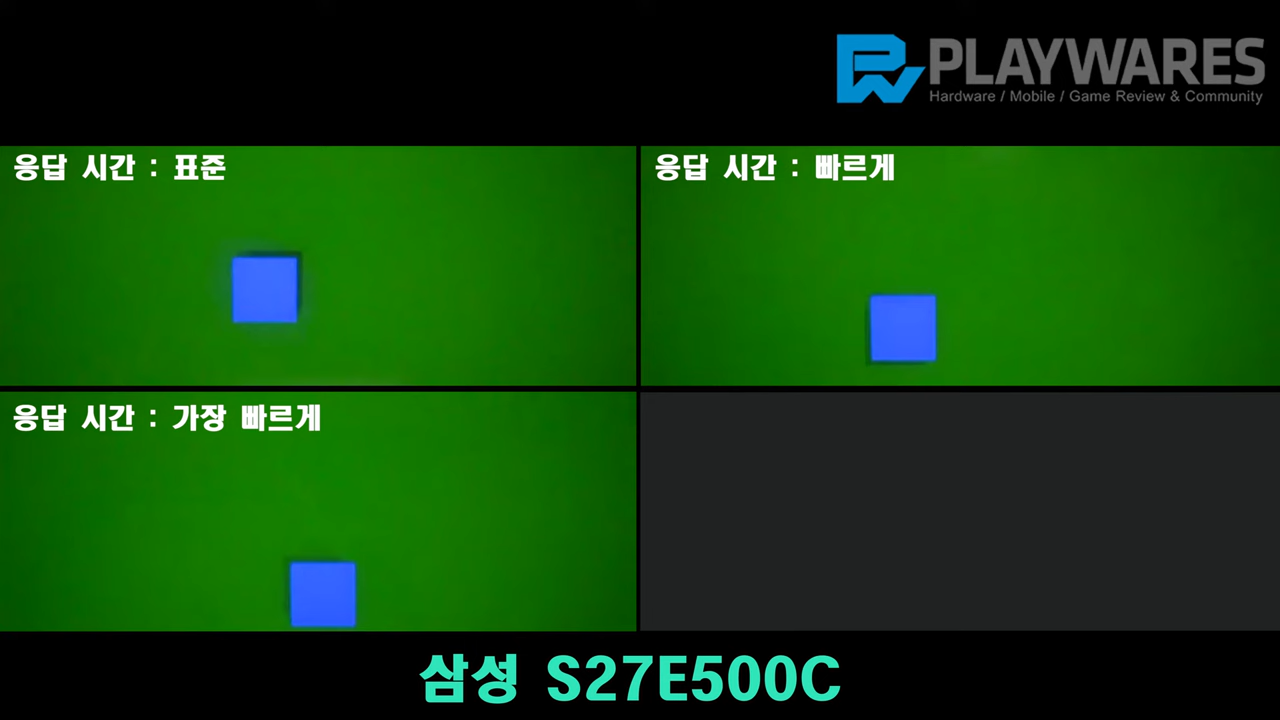 PLAYWARES
Hardware / Mobile / Game Review & Community
응답 시간 : 표준
응답 시간 : 빠르게
응답 시간 : 가장 빠르게
삼성 S27E500C